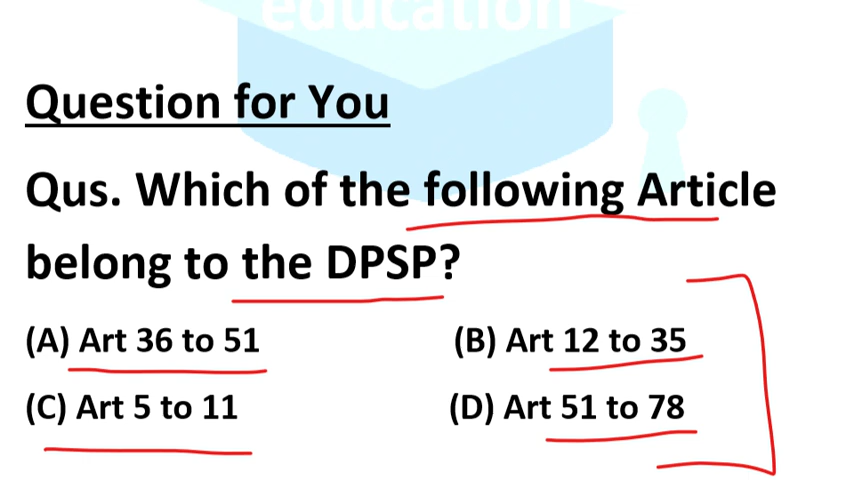 education
Question for You
Qus. Which of the following Article
belong to the DPSP?
(A) Art 36 to 51 (B) Art 12 to 35
(C) Art 5 to 11 (D) Art 51 to 78